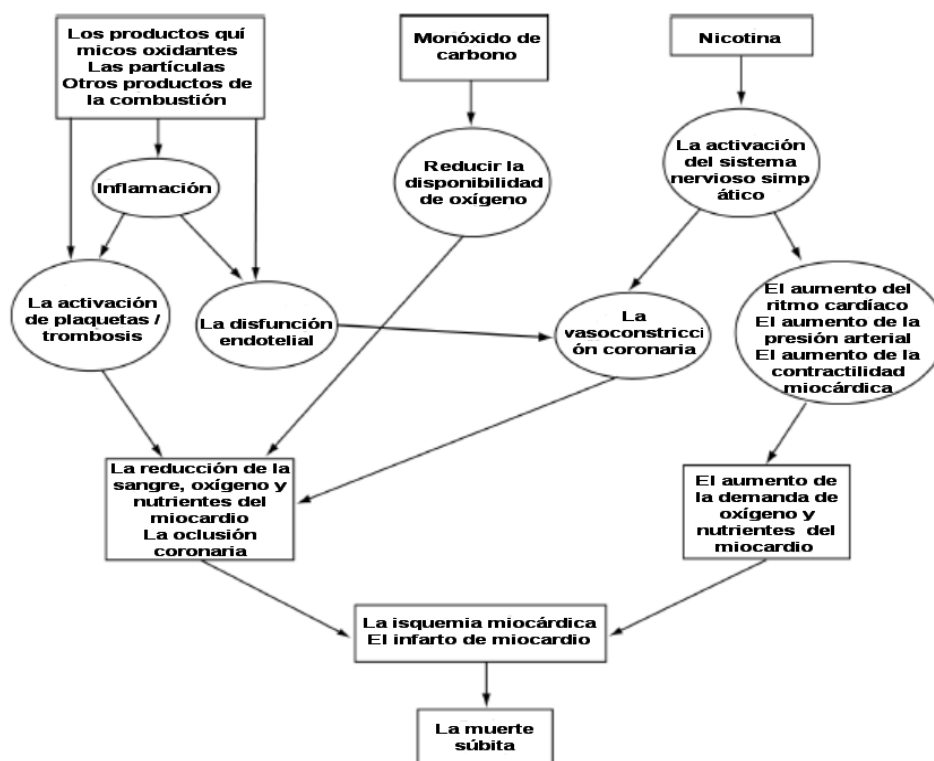 Los productos quí
micos oxidantes
Las partículas
Otros productos de
la combustión
Monóxido de
carbono
Nicotina
Inflamación
Reducir la
disponibilidad
de oxígeno
La activación
del sistema
nervioso simp
ático
La activación
de plaquetas /
trombosis
La disfunción
endotelial
La
vasoconstricci
ón coronaria
El aumento del
ritmo cardíaco
El aumento de la
presión arterial
El aumento de la
contractilidad
miocárdica
La reducción de la
sangre, oxígeno y
nutrientes del
miocardio
La oclusión
coronaria
El aumento de
la demanda de
oxígeno y
nutrientes del
miocardio
La isquemia miocárdica
El infarto de miocardio
La muerte
súbita